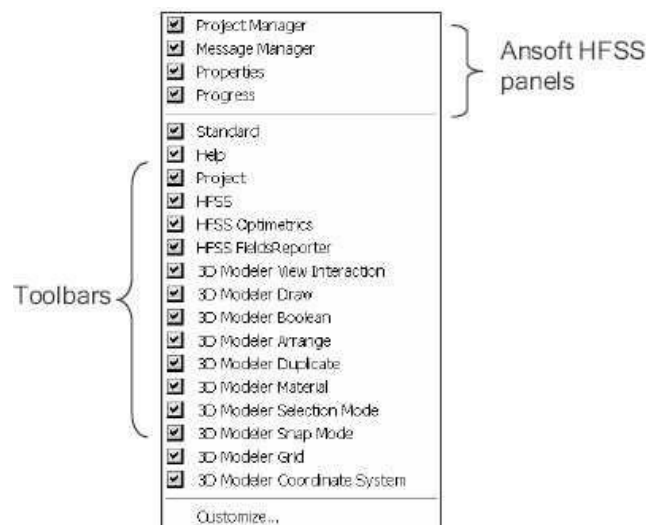 Project Manager
Message Manager
Properties
Progress
Ansoft HFSS
panels
Standard
Help
Project
HFSS
HFSS Optimetrics
HFSS FieldsReporter
3D Modeler View Interaction
3D Modeler Draw
3D Modeler Boolean
3D Modeler Arrange
3D Modeler Duplicate
3D Modeler Material
3D Modeler Selection Mode
3D Modeler Snap Mode
3D Modeler Grid
3D Modeler Coordinate System
Toolbars
Customize...